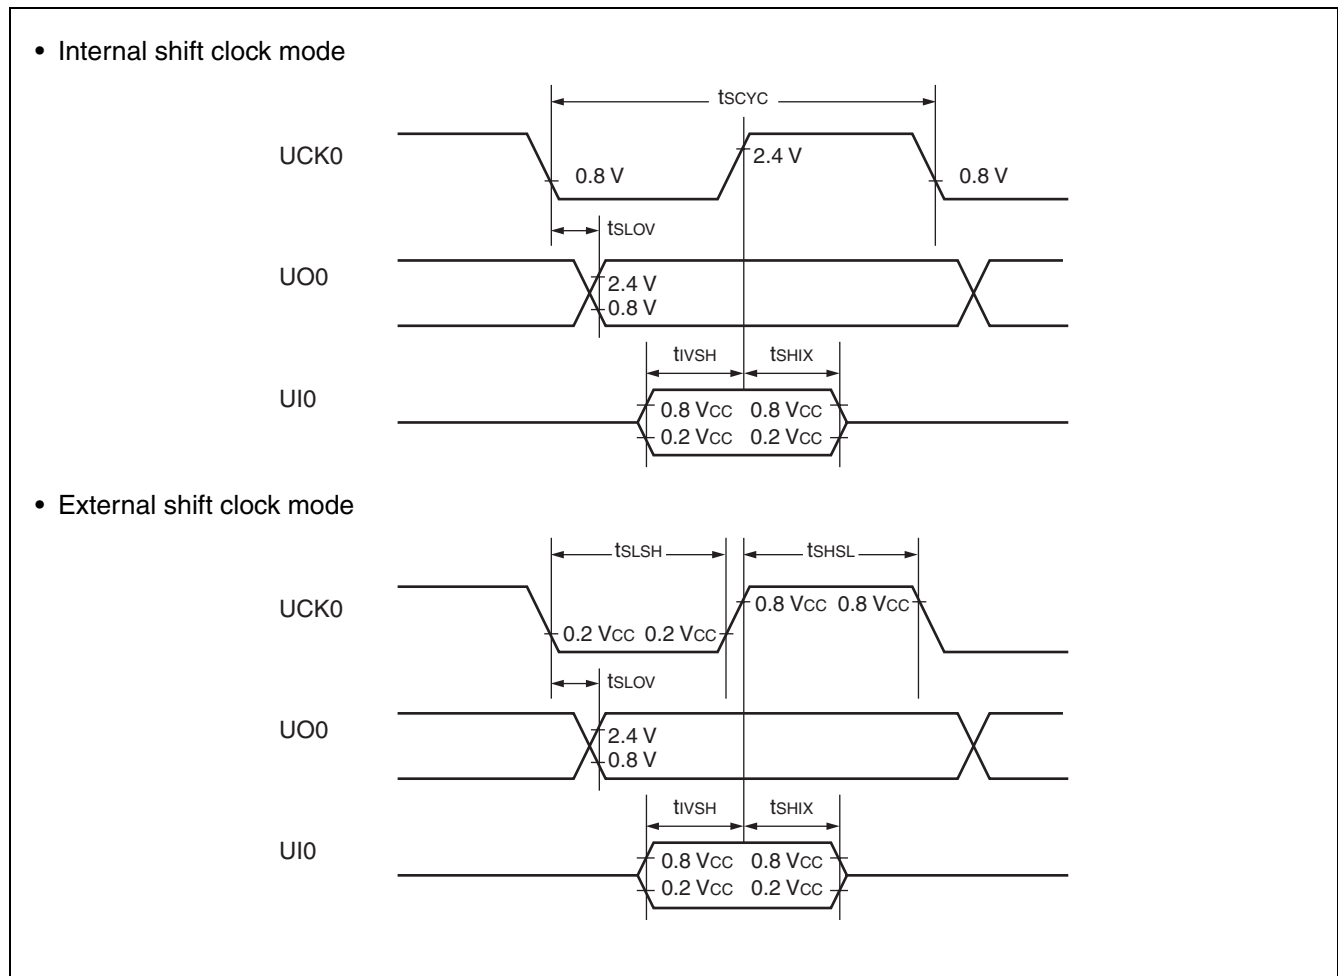 • Internal shift clock mode
tSCYC
UCK0
2.4 V
0.8 V
0.8 V
tSLOV
UO0
2.4 V
0.8 V
tIVSH tSHIX
UI0
0.8 VCC 0.8 VCC
0.2 VCC 0.2 VCC
• External shift clock mode
tSLSH tSHSL
UCK0
0.8 VCC 0.8 VCC
0.2 VCC 0.2 VCC
tSLOV
UO0
2.4 V
0.8 V
tIVSH tSHIX
UI0
0.8 VCC 0.8 VCC
0.2 VCC 0.2 VCC